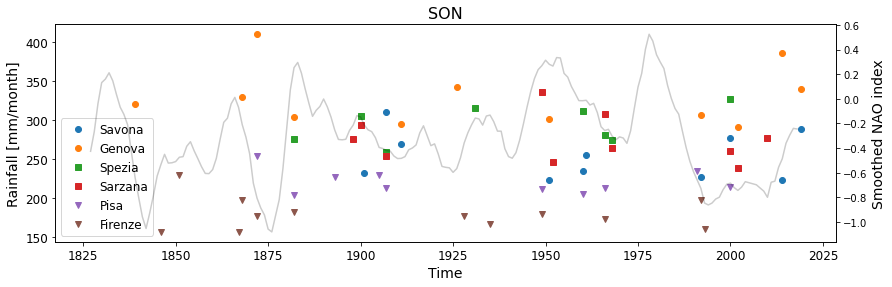 SON
Rainfall [mm/month]
400
350
300
250
200
150
Savona
Genova
Spezia
Sarzana
Pisa
Firenze
0.6
0.4
0.2
0.0
−0.2
−0.4
−0.6
−0.8
−1.0
Smoothed NAO index
1825 1850 1875 1900 1925 1950 1975 2000 2025
Time